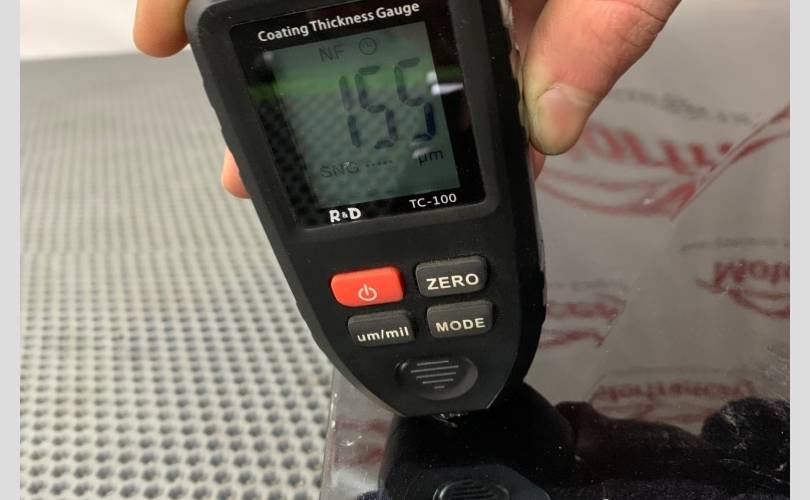 Coating Thickness Gauge
NF
155
SNG µm
R&D TC-100
ZERO
um/mil MODE